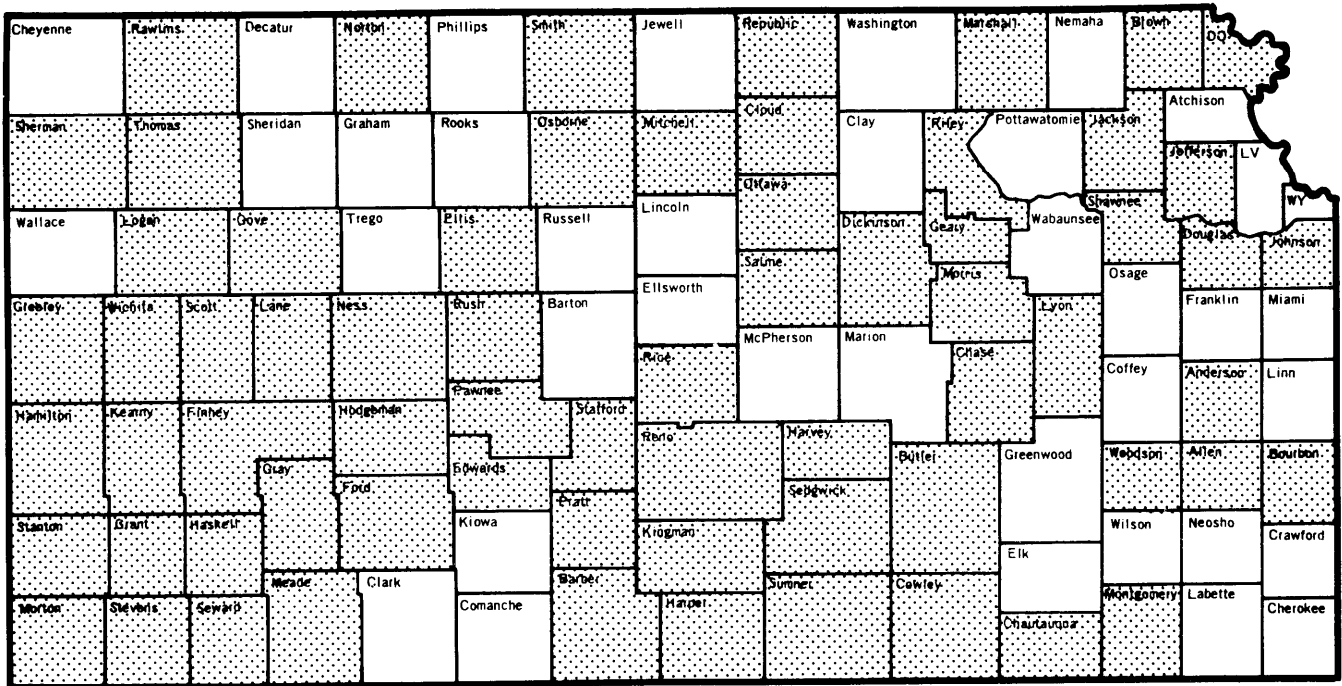 Cheyenne
Rawlins
Decatur
Norton
Phillips
Smith
Jewell
Republic
Washington
Marshall
Nemaha
Brown
DO
Atchison
Sherman
Thomas
Sheridan
Graham
Rooks
Osborne
Mitchell
Cloud
Clay
Riley
Pottawatomie
Jackson
Jefferson
LV
WY
Wallace
Logan
Gove
Trego
Ellis
Russell
Lincoln
Ottawa
Dickinson
Geary
Wabaunsee
Shawnee
Douglas
Johnson
Saline
Morris
Osage
Ellsworth
Greeley
Wichita
Scott
Lane
Ness
Rush
Barton
McPherson
Marion
Lyon
Franklin
Miami
Rice
Chase
Coffey
Anderson
Linn
Hamilton
Kearny
Finney
Hodgeman
Pawnee
Stafford
Reno
Harvey
Butler
Greenwood
Woodson
Allen
Bourbon
Gray
Ford
Edwards
Sedgwick
Stanton
Grant
Haskell
Kiowa
Pratt
Kingman
Elk
Wilson
Neosho
Crawford
Meade
Clark
Barber
Sumner
Cowley
Morton
Stevens
Seward
Comanche
Harper
Chautauqua
Montgomery
Labette
Cherokee